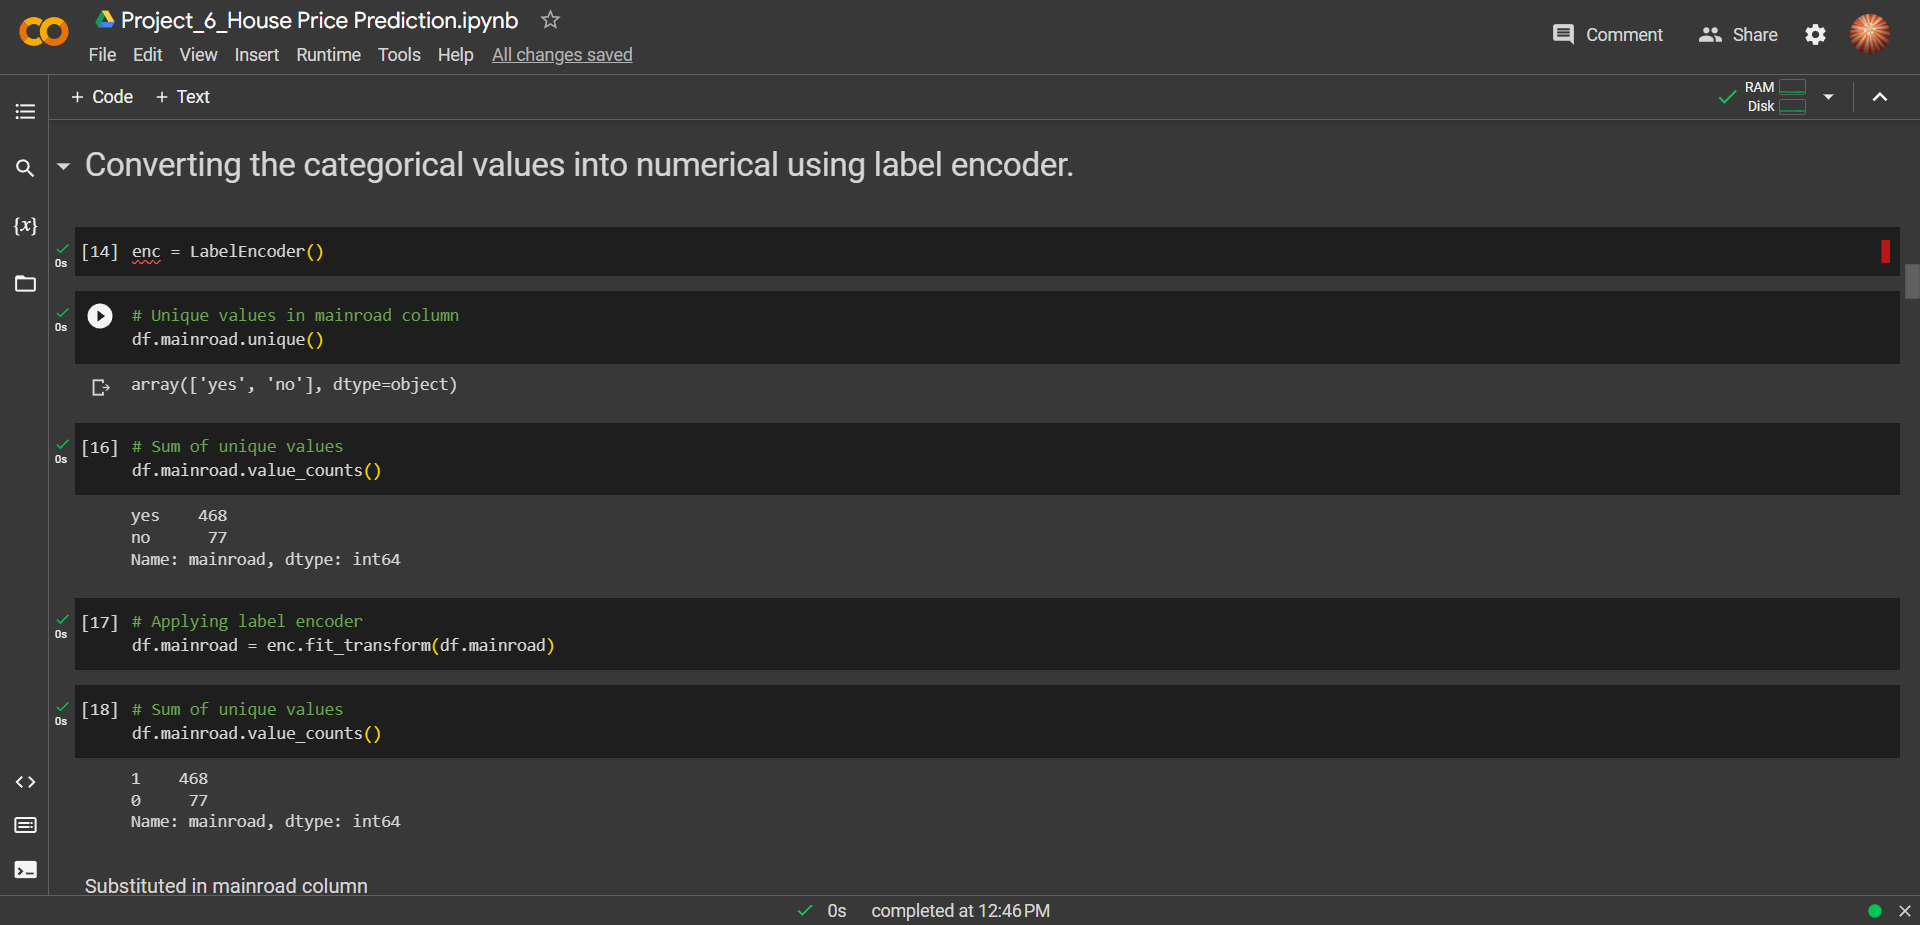 Project_6_House Price Prediction.ipynb
File Edit View Insert Runtime Tools Help All changes saved
Comment Share
+ Code + Text
RAM
Disk
Converting the categorical values into numerical using label encoder.
{x}
[14] enc = LabelEncoder()
0s
# Unique values in mainroad column
0s
df.mainroad.unique()
array(['yes', 'no'], dtype=object)
[16] # Sum of unique values
0s
df.mainroad.value_counts()
yes    468
no      77
Name: mainroad, dtype: int64
[17] # Applying label encoder
0s
df.mainroad = enc.fit_transform(df.mainroad)
[18] # Sum of unique values
0s
df.mainroad.value_counts()
1    468
0     77
Name: mainroad, dtype: int64
Substituted in mainroad column
0s completed at 12:46 PM